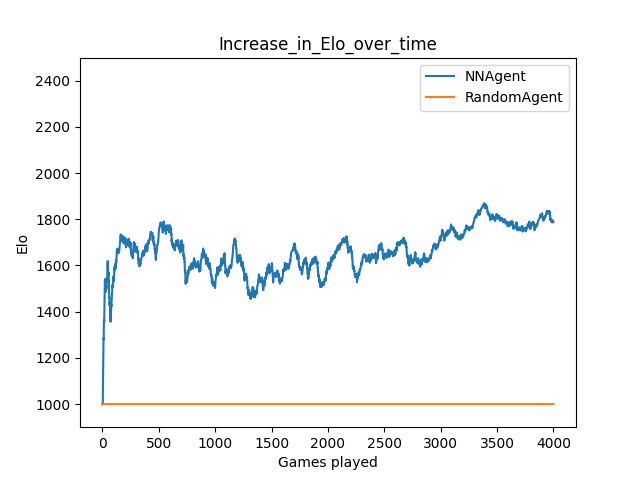 Increase_in_Elo_over_time
NNAgent
RandomAgent
2400
2200
2000
1800
1600
1400
1200
1000
Elo
0 500 1000 1500 2000 2500 3000 3500 4000
Games played